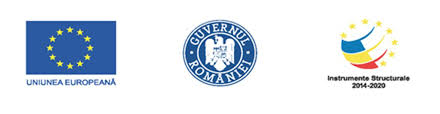 UNIUNEA EUROPEANĂ
GUVERNUL
ROMÂNIEI
Instrumente Structurale
2014-2020